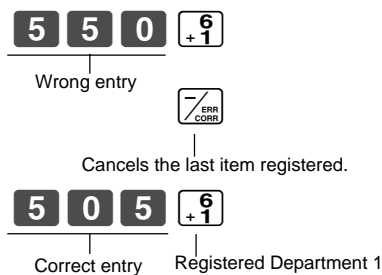 5 5 0 6 + 1
Wrong entry
− / ERR CORR
Cancels the last item registered.
5 0 5 6 + 1
Correct entry Registered Department 1